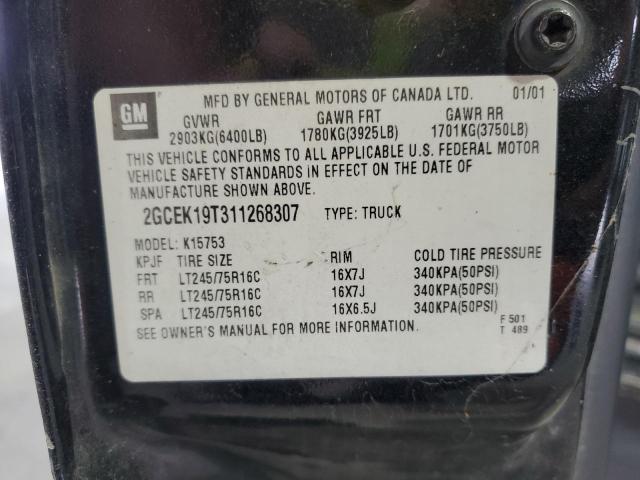 GM
MFD BY GENERAL MOTORS OF CANADA LTD. 01/01
GVWR GAWR FRT GAWR RR
2903KG(6400LB) 1780KG(3925LB) 1701KG(3750LB)
THIS VEHICLE CONFORMS TO ALL APPLICABLE U.S. FEDERAL MOTOR
VEHICLE SAFETY STANDARDS IN EFFECT ON THE DATE OF
MANUFACTURE SHOWN ABOVE.
2GCEK19T311268307 TYPE: TRUCK
MODEL: K15753
KPJF TIRE SIZE RIM COLD TIRE PRESSURE
FRT LT245/75R16C 16X7J 340KPA(50PSI)
RR LT245/75R16C 16X7J 340KPA(50PSI)
SPA LT245/75R16C 16X6.5J 340KPA(50PSI)
SEE OWNER'S MANUAL FOR MORE INFORMATION.
F 501
T 489